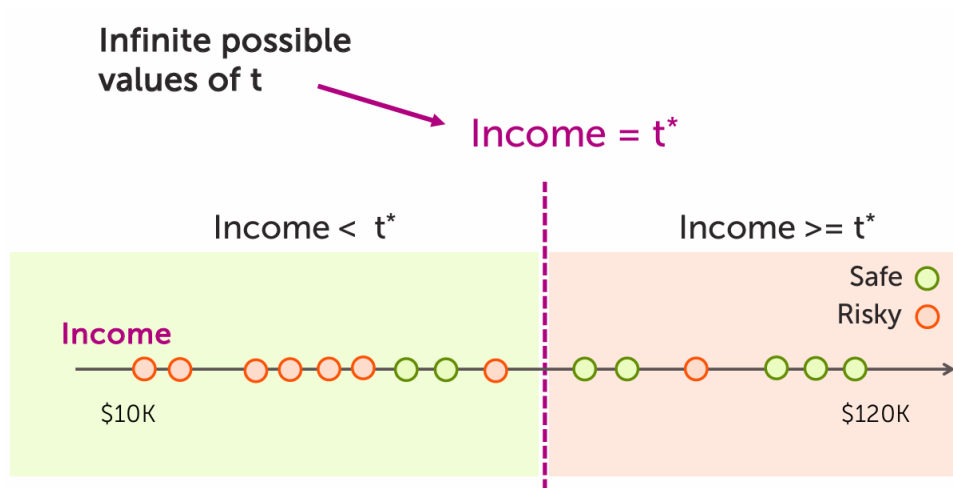 Infinite possible
values of t
Income = t*
Income < t*
Income >= t*
Safe
Risky
Income
$10K
$120K